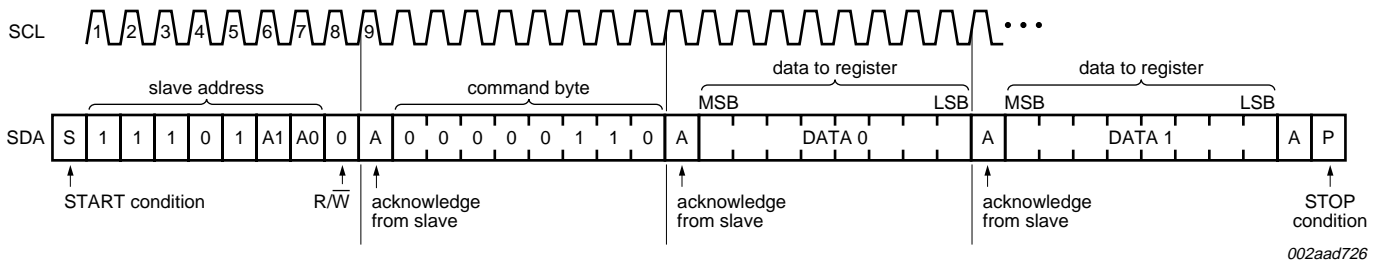 SCL 1 2 3 4 5 6 7 8 9 •••
slave address command byte data to register data to register
MSB LSB MSB LSB
SDA S 1 1 1 0 1 A1 A0 0 A 0 0 0 0 0 1 1 0 A DATA 0 A DATA 1 A P
START condition R/W̅ acknowledge acknowledge acknowledge STOP
from slave from slave from slave condition
002aad726